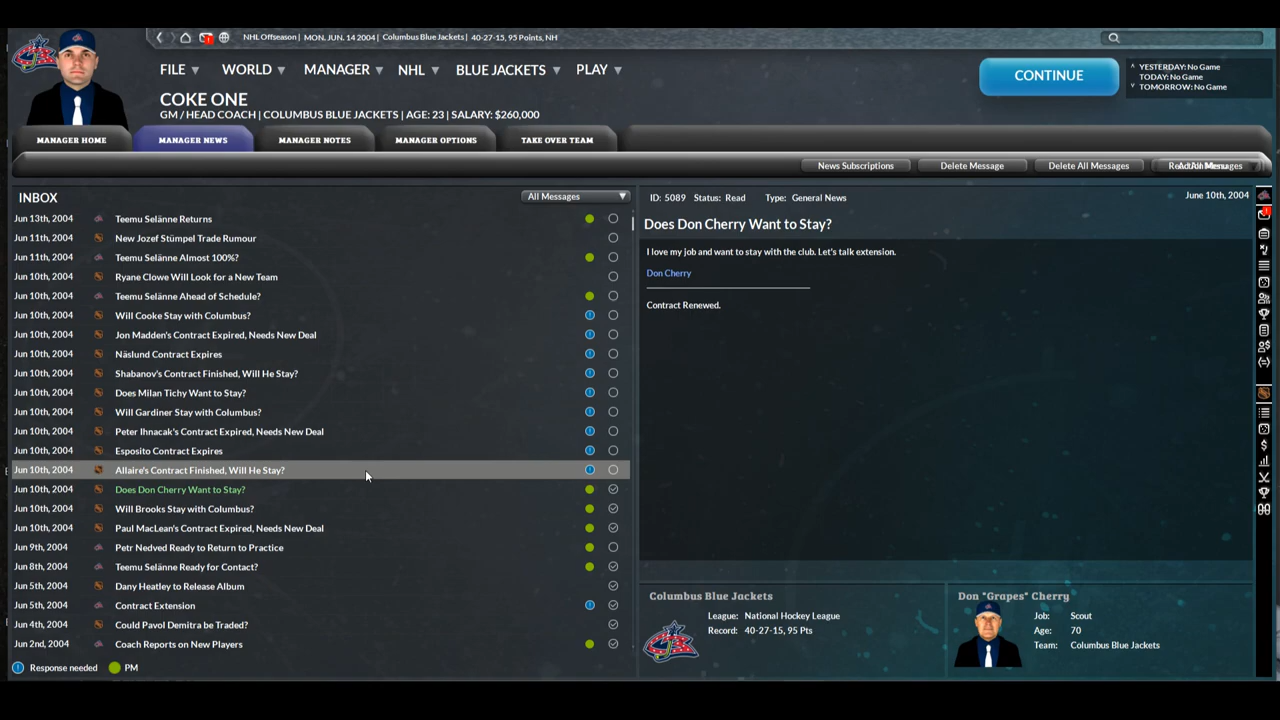 NHL Offseason | MON. JUN. 14 2004 | Columbus Blue Jackets | 40-27-15, 95 Points, NH
FILE WORLD MANAGER NHL BLUE JACKETS PLAY
CONTINUE
YESTERDAY: No Game
TODAY: No Game
TOMORROW: No Game
COKE ONE
GM / HEAD COACH | COLUMBUS BLUE JACKETS | AGE: 23 | SALARY: $260,000
MANAGER HOME MANAGER NEWS MANAGER NOTES MANAGER OPTIONS TAKE OVER TEAM
News Subscriptions Delete Message Delete All Messages
INBOX All Messages
Jun 13th, 2004 Teemu Selänne Returns
Jun 11th, 2004 New Jozef Stümpel Trade Rumour
Jun 11th, 2004 Teemu Selänne Almost 100%?
Jun 10th, 2004 Ryane Clowe Will Look for a New Team
Jun 10th, 2004 Teemu Selänne Ahead of Schedule?
Jun 10th, 2004 Will Cooke Stay with Columbus?
Jun 10th, 2004 Jon Madden's Contract Expired, Needs New Deal
Jun 10th, 2004 Näslund Contract Expires
Jun 10th, 2004 Shabanov's Contract Finished, Will He Stay?
Jun 10th, 2004 Does Milan Tichy Want to Stay?
Jun 10th, 2004 Will Gardiner Stay with Columbus?
Jun 10th, 2004 Peter Ihnacak's Contract Expired, Needs New Deal
Jun 10th, 2004 Esposito Contract Expires
Jun 10th, 2004 Allaire's Contract Finished, Will He Stay?
Jun 10th, 2004 Does Don Cherry Want to Stay?
Jun 10th, 2004 Will Brooks Stay with Columbus?
Jun 10th, 2004 Paul MacLean's Contract Expired, Needs New Deal
Jun 9th, 2004 Petr Nedved Ready to Return to Practice
Jun 8th, 2004 Teemu Selänne Ready for Contact?
Jun 5th, 2004 Dany Heatley to Release Album
Jun 5th, 2004 Contract Extension
Jun 4th, 2004 Could Pavol Demitra be Traded?
Jun 2nd, 2004 Coach Reports on New Players
Response needed PM
ID: 5089 Status: Read Type: General News June 10th, 2004
Does Don Cherry Want to Stay?
I love my job and want to stay with the club. Let's talk extension.
Don Cherry
Contract Renewed.
Columbus Blue Jackets
League: National Hockey League
Record: 40-27-15, 95 Pts
Don "Grapes" Cherry
Job: Scout
Age: 70
Team: Columbus Blue Jackets